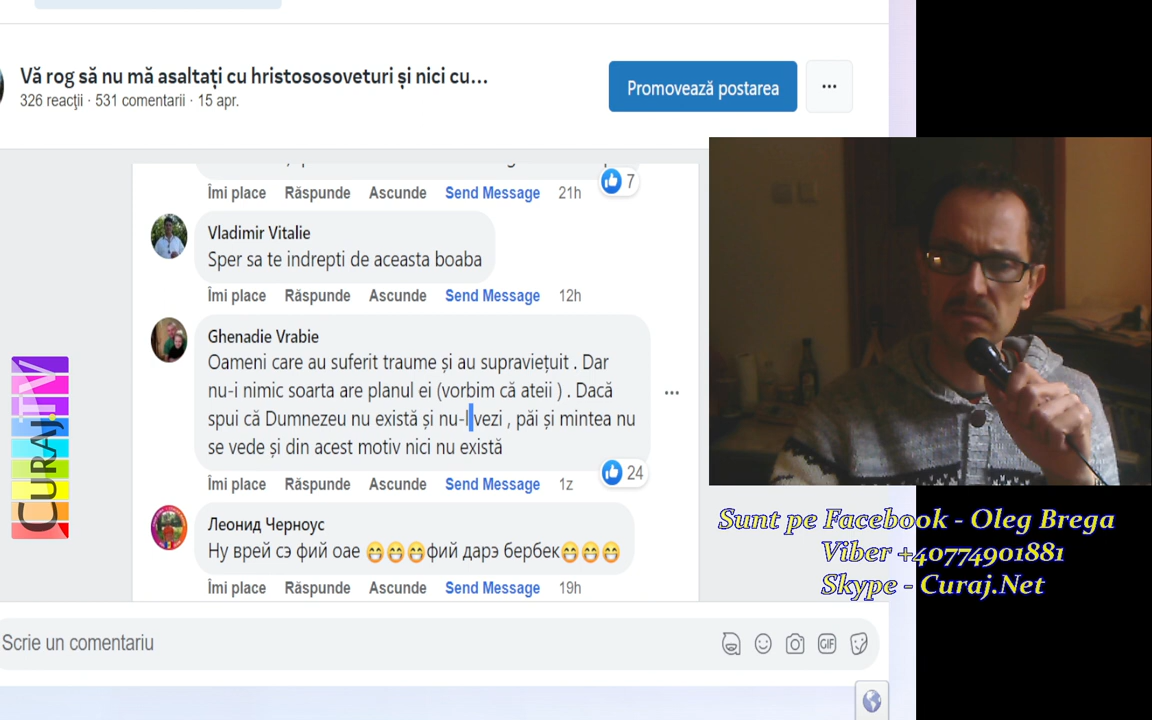 Vă rog să nu mă asaltați cu hristososoveturi și nici cu...
326 reacții · 531 comentarii · 15 apr.
Promovează postarea
Îmi place Răspunde Ascunde Send Message 21h 7
Vladimir Vitalie
Sper sa te indrepti de aceasta boaba
Îmi place Răspunde Ascunde Send Message 12h
Ghenadie Vrabie
Oameni care au suferit traume și au supraviețuit . Dar
nu-i nimic soarta are planul ei (vorbim că ateii ) . Dacă
spui că Dumnezeu nu există și nu-l vezi , păi și mintea nu
se vede și din acest motiv nici nu există
Îmi place Răspunde Ascunde Send Message 1z 24
Леонид Черноус
Ну врей сэ фий оае 😁😁😁фий дарэ бербек😁😁😁
Îmi place Răspunde Ascunde Send Message 19h
Scrie un comentariu
GIF
CURAJ.TV
Sunt pe Facebook - Oleg Brega
Viber +40774901881
Skype - Curaj.Net